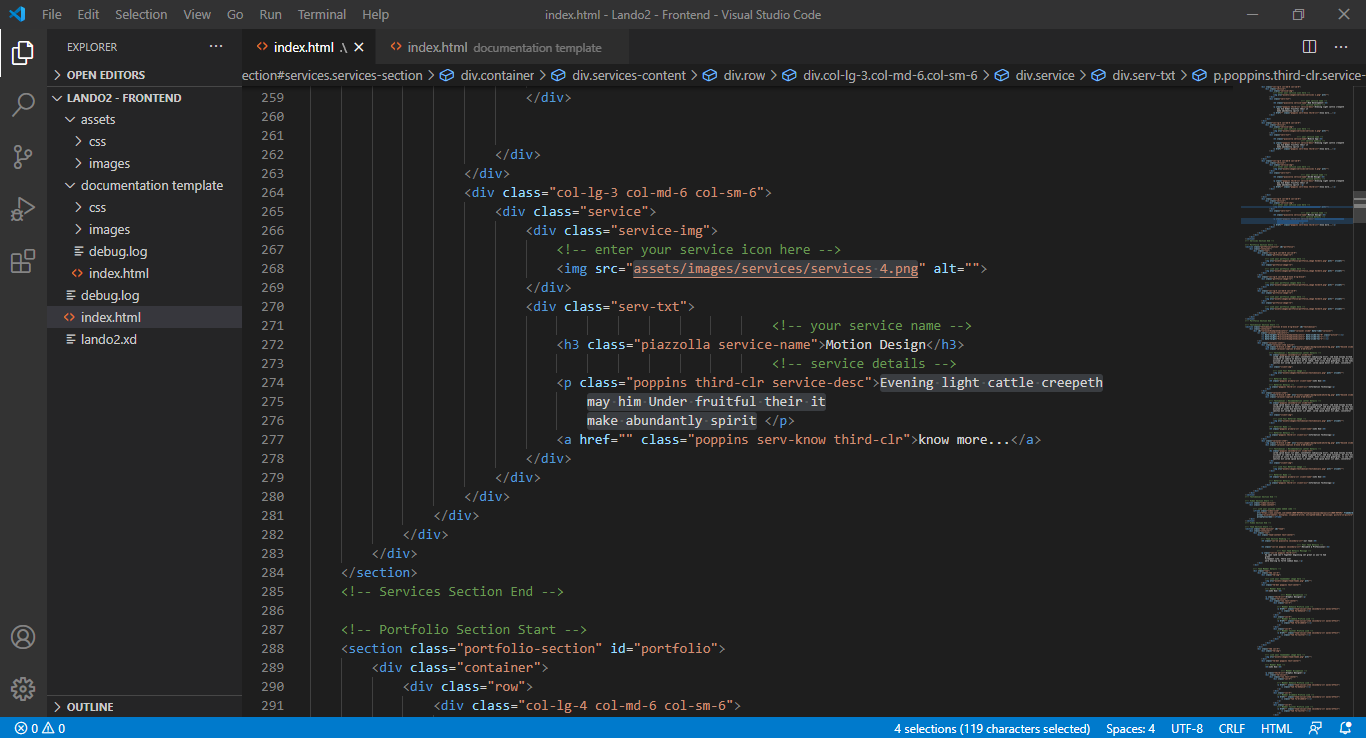 File Edit Selection View Go Run Terminal Help
index.html - Lando2 - Frontend - Visual Studio Code
EXPLORER ...
OPEN EDITORS
LANDO2 - FRONTEND
assets
css
images
documentation template
css
images
debug.log
index.html
debug.log
index.html
lando2.xd
OUTLINE
index.html .\
index.html documentation template
ection#services.services-section > div.container > div.services-content > div.row > div.col-lg-3.col-md-6.col-sm-6 > div.service > div.serv-txt > p.poppins.third-clr.service-
259 </div>
260
261
262 </div>
263 </div>
264 <div class="col-lg-3 col-md-6 col-sm-6">
265 <div class="service">
266 <div class="service-img">
267 <!-- enter your service icon here -->
268 <img src="assets/images/services/services 4.png" alt="">
269 </div>
270 <div class="serv-txt">
271 <!-- your service name -->
272 <h3 class="piazzolla service-name">Motion Design</h3>
273 <!-- service details -->
274 <p class="poppins third-clr service-desc">Evening light cattle creepeth
275 may him Under fruitful their it
276 make abundantly spirit </p>
277 <a href="" class="poppins serv-know third-clr">know more...</a>
278 </div>
279 </div>
280 </div>
281 </div>
282 </div>
283 </div>
284 </section>
285 <!-- Services Section End -->
286
287 <!-- Portfolio Section Start -->
288 <section class="portfolio-section" id="portfolio">
289 <div class="container">
290 <div class="row">
291 <div class="col-lg-4 col-md-6 col-sm-6">
0 0
4 selections (119 characters selected) Spaces: 4 UTF-8 CRLF HTML